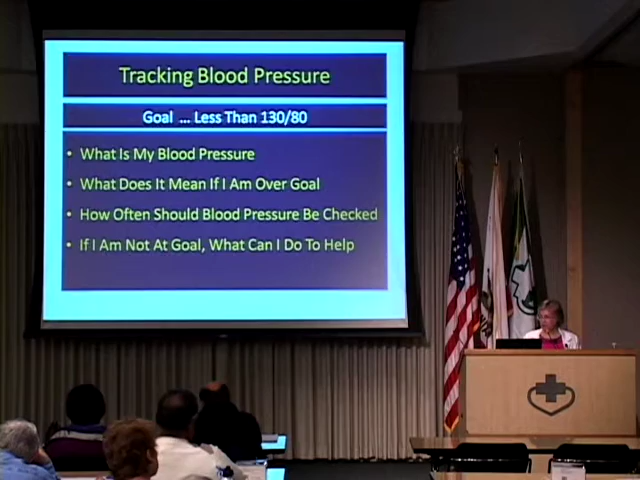 Tracking Blood Pressure
Goal ... Less Than 130/80
• What Is My Blood Pressure
• What Does It Mean If I Am Over Goal
• How Often Should Blood Pressure Be Checked
• If I Am Not At Goal, What Can I Do To Help